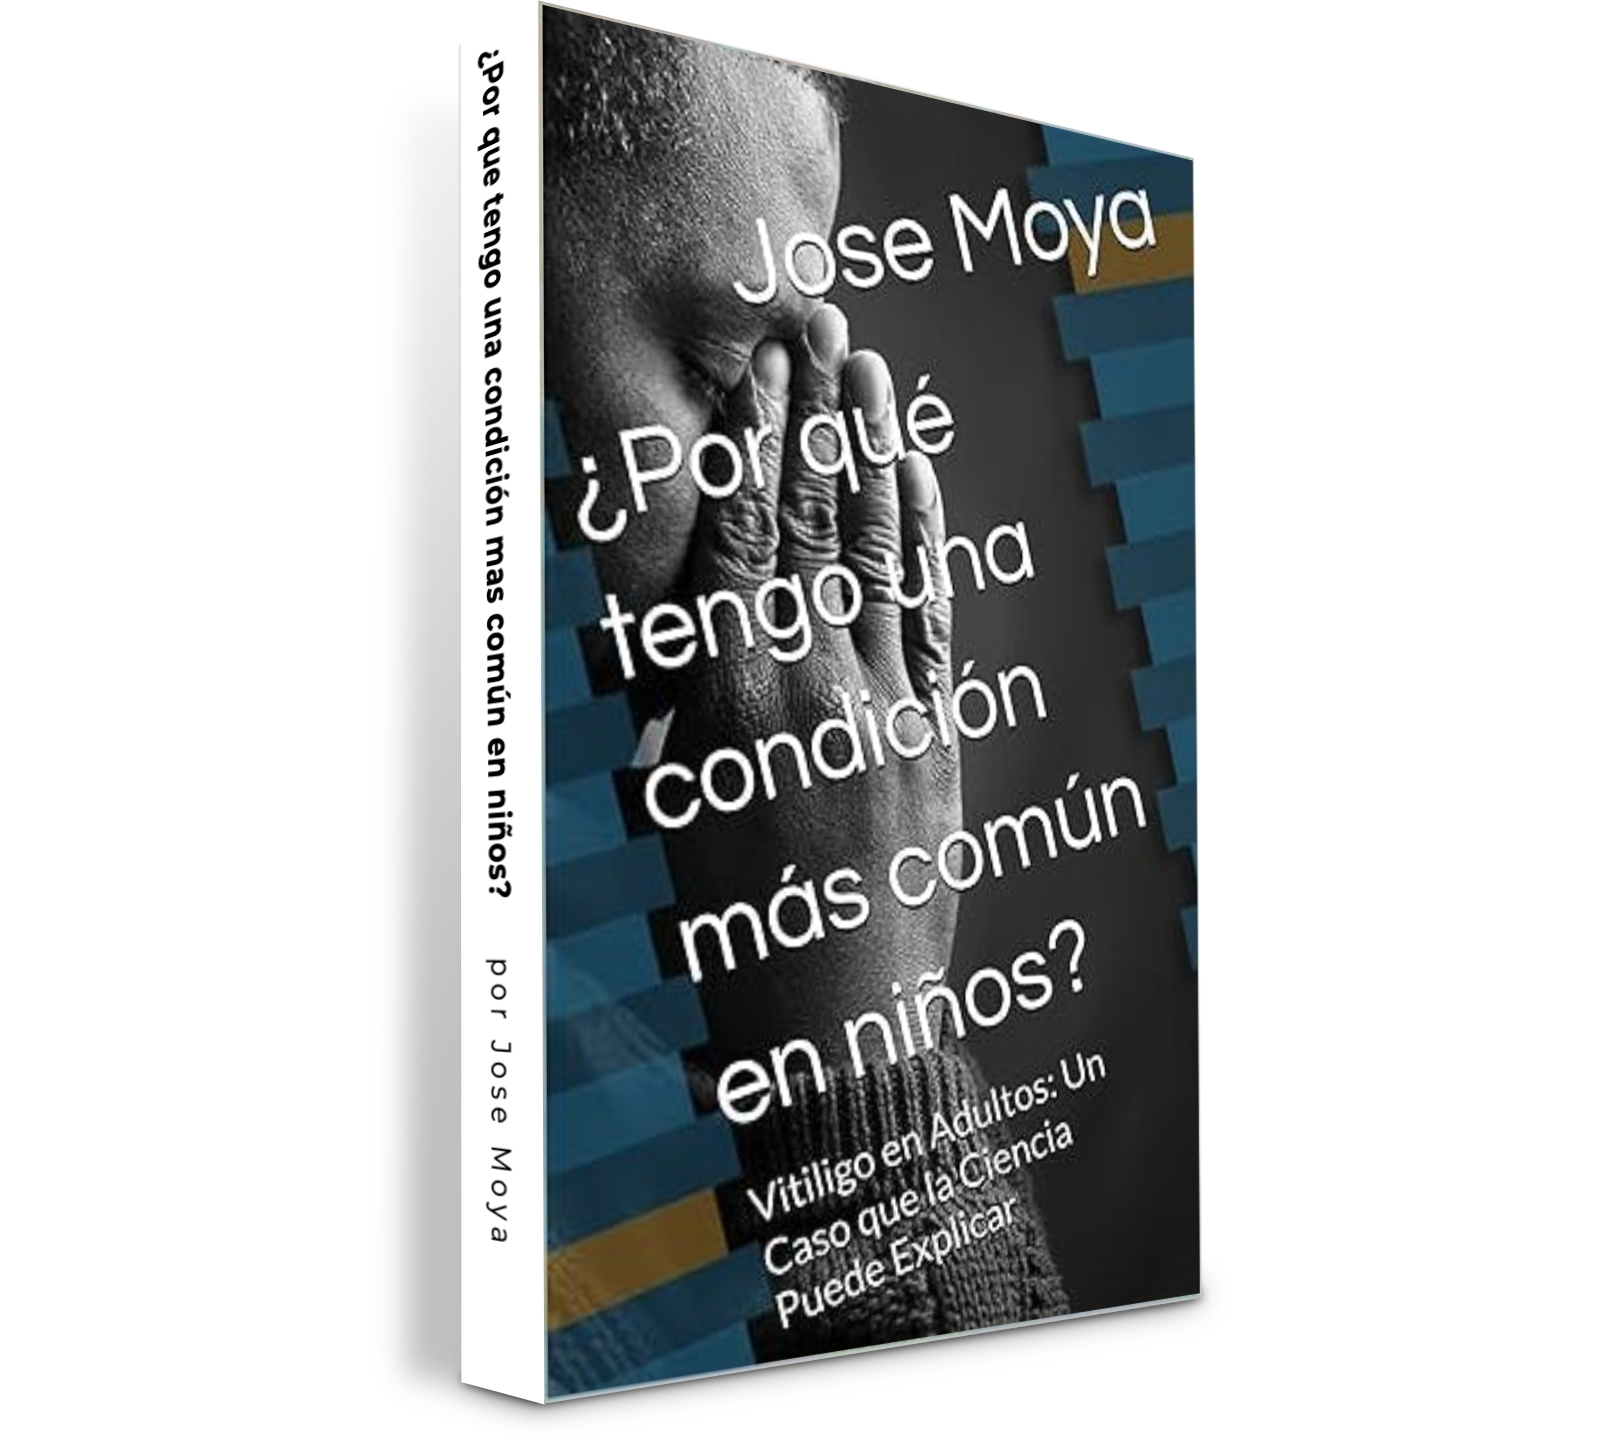 ¿Por que tengo una condición mas común en niños? por Jose Moya
Jose Moya
¿Por qué
tengo una
condición
más común
en niños?
Vitiligo en Adultos: Un
Caso que la Ciencia
Puede Explicar